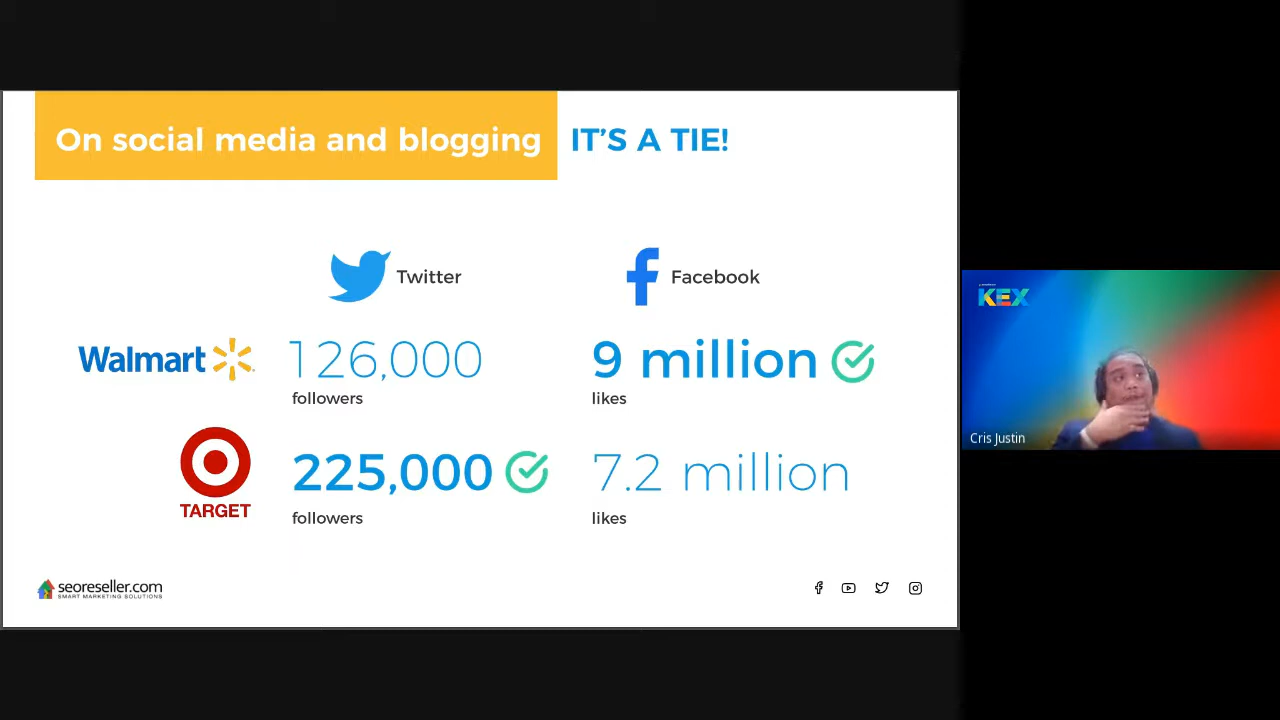 On social media and blogging IT'S A TIE!
Twitter Facebook
Walmart 126,000 9 million
followers likes
225,000 7.2 million
TARGET
followers likes
seoreseller.com
SMART MARKETING SOLUTIONS
KEX
Cris Justin